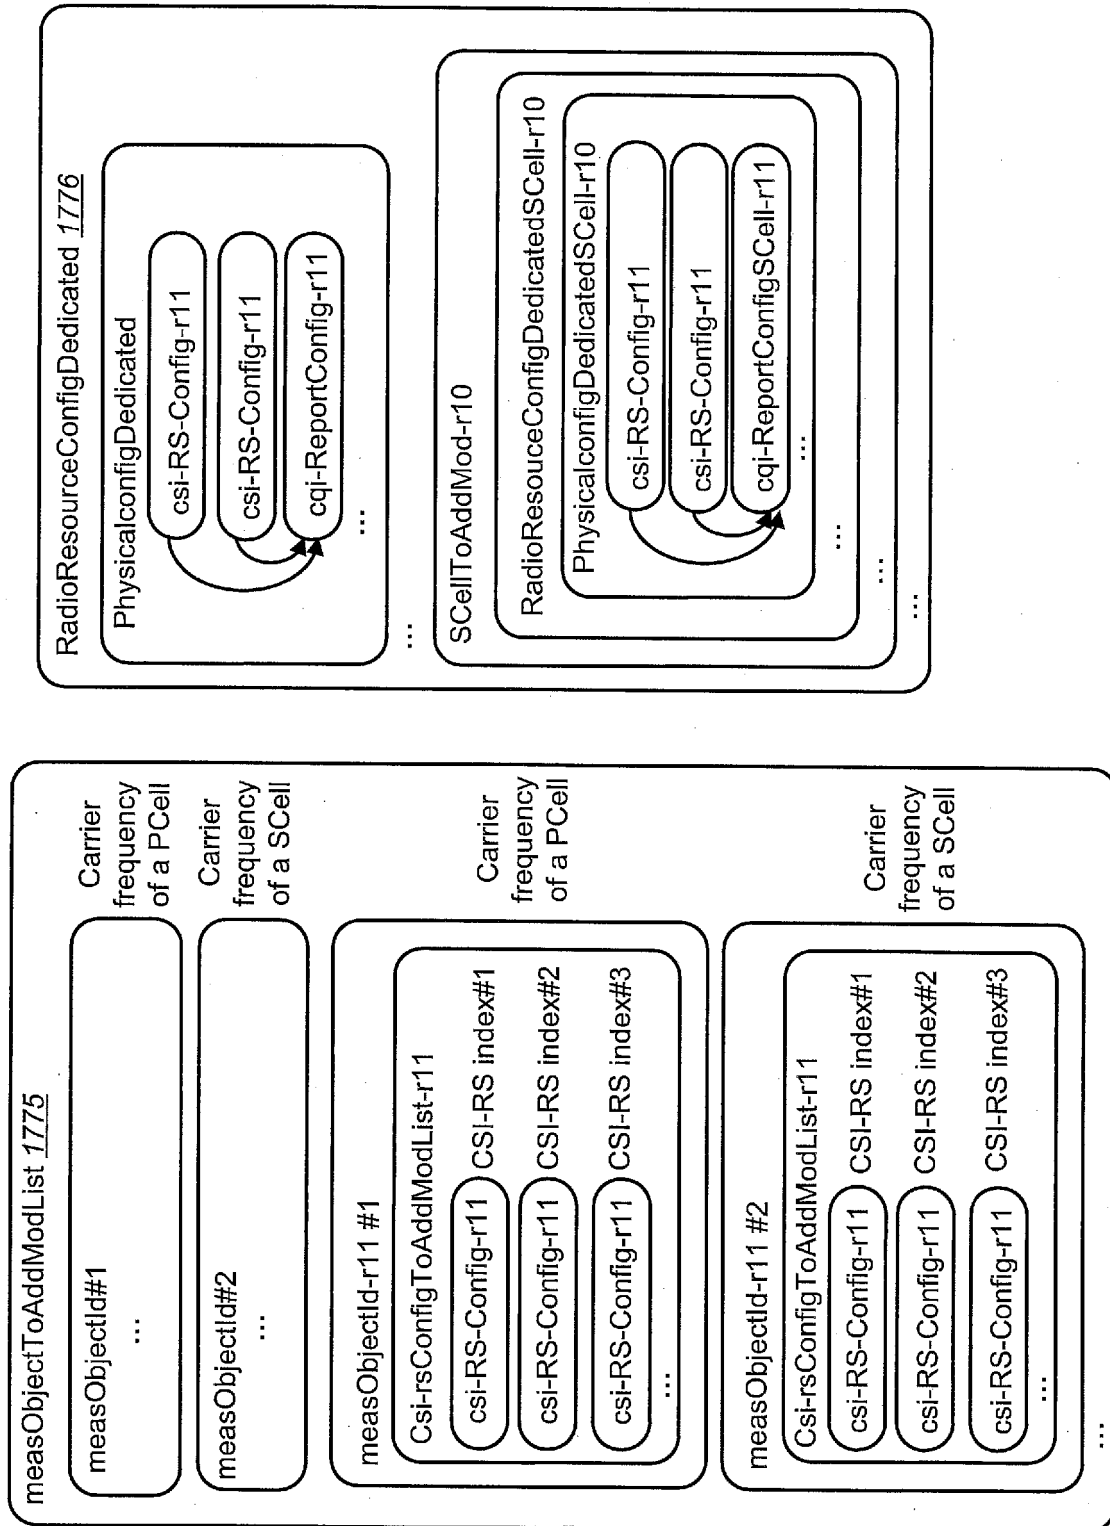 measObjectToAddModList 1775
measObjectId#1
...
Carrier
frequency
of a PCell
measObjectId#2
...
Carrier
frequency
of a SCell
measObjectId-r11 #1
Csi-rsConfigToAddModList-r11
csi-RS-Config-r11 CSI-RS index#1
csi-RS-Config-r11 CSI-RS index#2
csi-RS-Config-r11 CSI-RS index#3
...
Carrier
frequency
of a PCell
measObjectId-r11 #2
Csi-rsConfigToAddModList-r11
csi-RS-Config-r11 CSI-RS index#1
csi-RS-Config-r11 CSI-RS index#2
csi-RS-Config-r11 CSI-RS index#3
...
Carrier
frequency
of a SCell
...
RadioResourceConfigDedicated 1776
PhysicalconfigDedicated
csi-RS-Config-r11
csi-RS-Config-r11
cqi-ReportConfig-r11
...
...
SCellToAddMod-r10
RadioResouceConfigDedicatedSCell-r10
PhysicalconfigDedicatedSCell-r10
csi-RS-Config-r11
csi-RS-Config-r11
cqi-ReportConfigSCell-r11
...
...
...
...